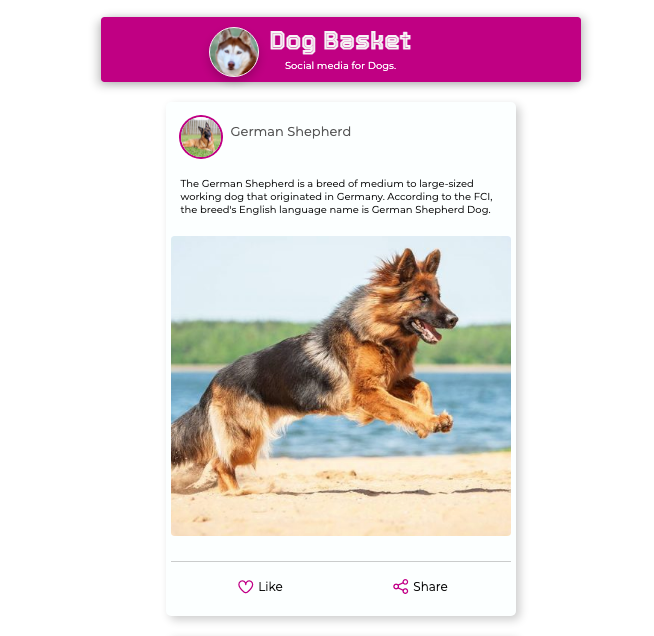 Dog Basket
Social media for Dogs.
German Shepherd
The German Shepherd is a breed of medium to large-sized
working dog that originated in Germany. According to the FCI,
the breed's English language name is German Shepherd Dog.
Like
Share